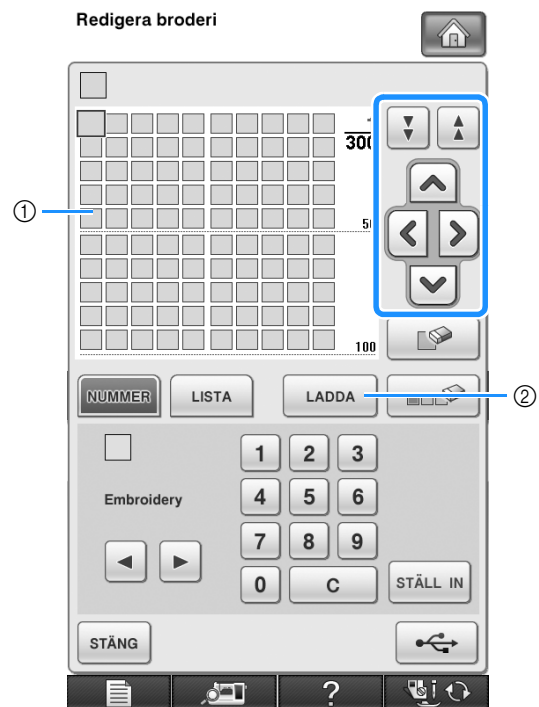 Redigera broderi
300
1
50
100
NUMMER LISTA LADDA
2
1 2 3
Embroidery
4 5 6
7 8 9
0 C STÄLL IN
STÄNG
?